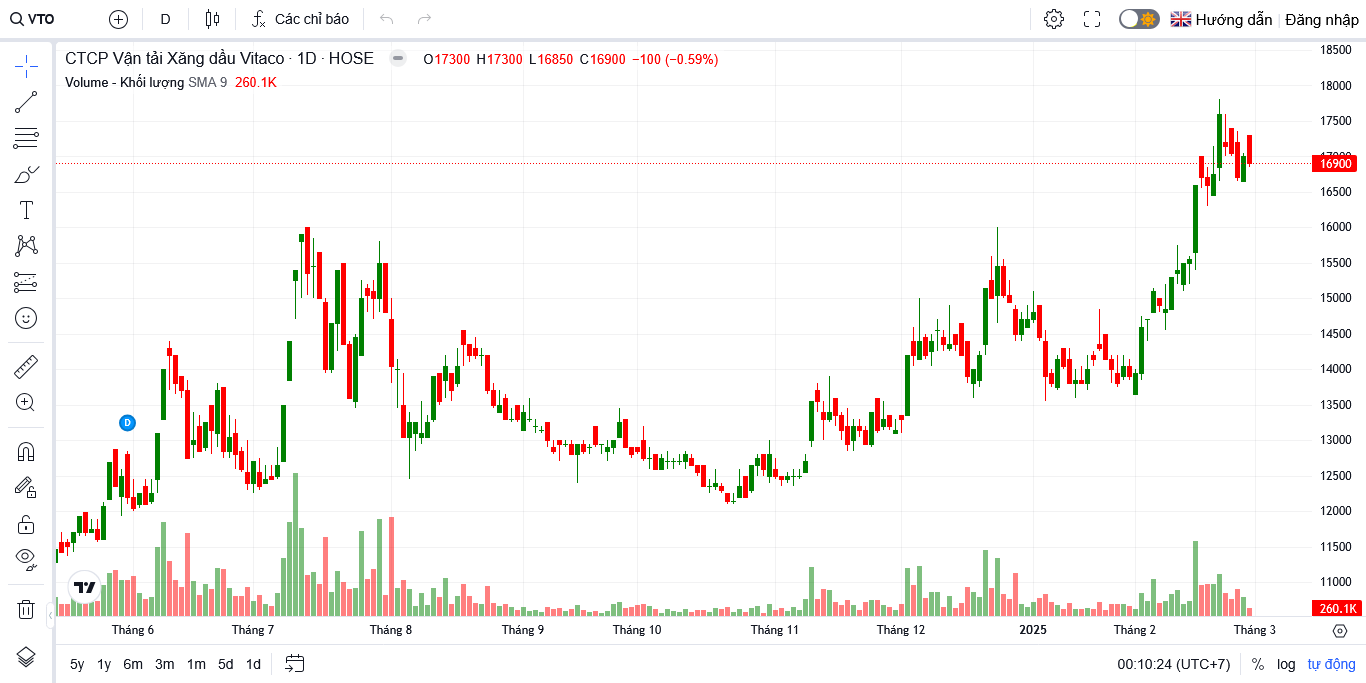 VTO D Các chỉ báo Hướng dẫn Đăng nhập
CTCP Vận tải Xăng dầu Vitaco · 1D · HOSE O17300 H17300 L16850 C16900 −100 (−0.59%)
Volume - Khối lượng SMA 9 260.1K
18500
18000
17500
17000
16900
16500
16000
15500
15000
14500
14000
13500
D
13000
12500
12000
11500
11000
260.1K
Tháng 6 Tháng 7 Tháng 8 Tháng 9 Tháng 10 Tháng 11 Tháng 12 2025 Tháng 2 Tháng 3
5y 1y 6m 3m 1m 5d 1d 00:10:24 (UTC+7) % log tự động